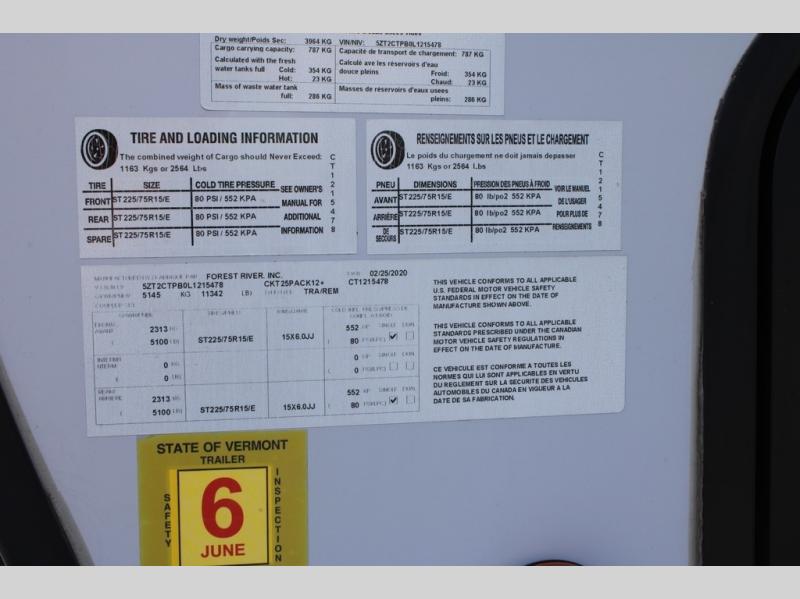 Dry weight/Poids Sec: 3964 KG
Cargo carrying capacity: 787 KG
Calculated with the fresh
water tanks full Cold: 354 KG
Hot: 23 KG
Mass of waste water tank
full: 286 KG
VIN/NIV: 5ZT2CTPB0L1215478
Capacite de transport de chargement: 787 KG
Calculé ave les réservoirs d'eau
douce pleins Froid: 354 KG
Chaud: 23 KG
Masses de réservoirs d'eaux usees
pleins: 286 KG
TIRE AND LOADING INFORMATION
The combined weight of Cargo should Never Exceed:
1163 Kgs or 2564 Lbs
TIRE SIZE COLD TIRE PRESSURE
FRONT ST225/75R15/E 80 PSI / 552 KPA
REAR ST225/75R15/E 80 PSI / 552 KPA
SPARE ST225/75R15/E 80 PSI / 552 KPA
SEE OWNER'S
MANUAL FOR
ADDITIONAL
INFORMATION
CT1215478
RENSEIGNEMENTS SUR LES PNEUS ET LE CHARGEMENT
Le poids du chargement ne doit jamais depasser
1163 Kgs or 2564 Lbs
PNEU DIMENSIONS PRESSION DES PNEUS À FROID
AVANT ST225/75R15/E 80 lb/po2 552 KPA
ARRIÈRE ST225/75R15/E 80 lb/po2 552 KPA
DE SECOURS ST225/75R15/E 80 lb/po2 552 KPA
VOIR LE MANUEL
DE L'USAGER
POUR PLUS DE
RENSEIGNEMENTS
CT1215478
FOREST RIVER, INC. 02/25/2020
5ZT2CTPB0L1215478 CKT25PACK12+ CT1215478
5145 KG 11342 LB) TRA/REM
2313 KG ST225/75R15/E 15X6.0JJ 552
5100 LB 80
0 KG 0
0 LB 0
2313 ST225/75R15/E 15X6.0JJ 552
5100 LB 80
THIS VEHICLE CONFORMS TO ALL APPLICABLE
U.S. FEDERAL MOTOR VEHICLE SAFETY
STANDARDS IN EFFECT ON THE DATE OF
MANUFACTURE SHOWN ABOVE.
THIS VEHICLE CONFORMS TO ALL APPLICABLE
STANDARDS PRESCRIBED UNDER THE CANADIAN
MOTOR VEHICLE SAFETY REGULATIONS IN
EFFECT ON THE DATE OF MANUFACTURE.
CE VÉHICULE EST CONFORME A TOUTES LES
NORMES QUI LUI SONT APPLICABLES EN VERTU
DU REGLEMENT SUR LA SECURITE DES VEHICULES
AUTOMOBILES DU CANADA EN VIGUEUR A LA
DATE DE SA FABRICATION.
STATE OF VERMONT
TRAILER
SAFETY
6
JUNE
INSPECTION